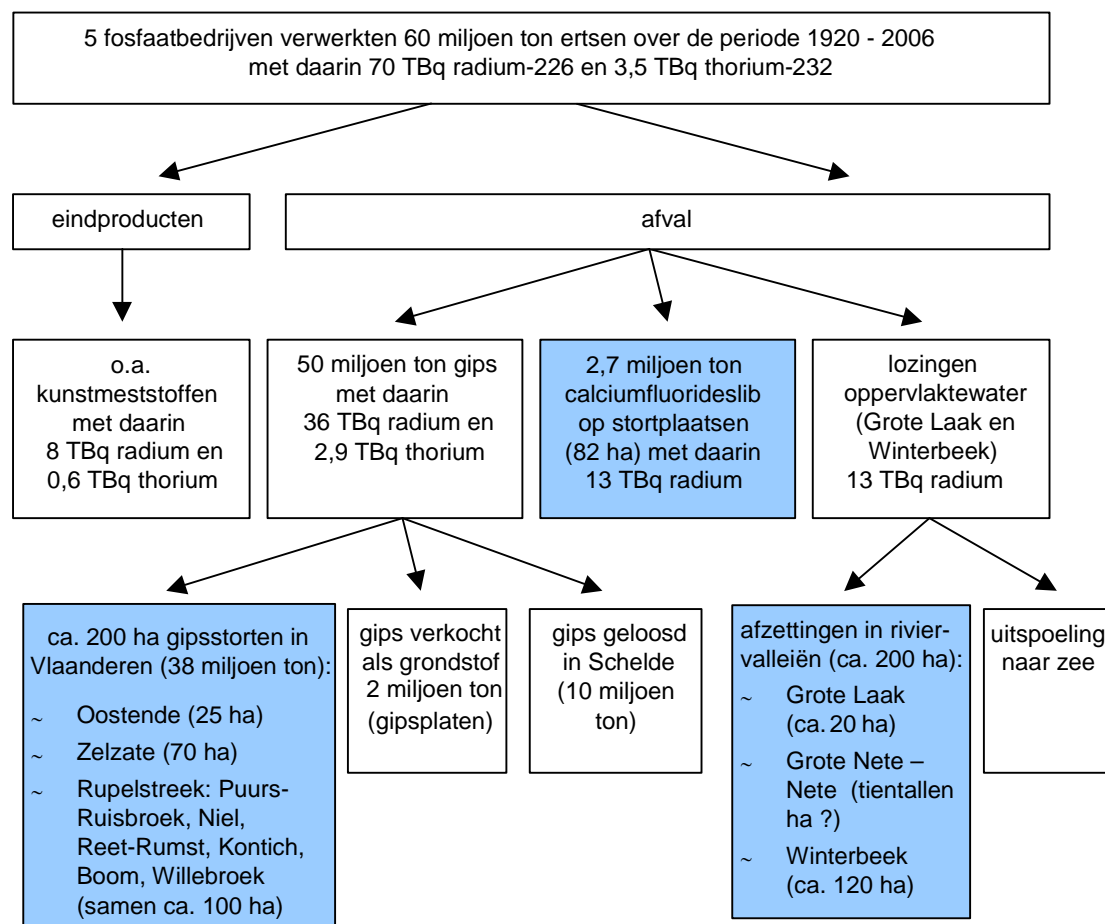 5 fosfaatbedrijven verwerkten 60 miljoen ton ertsen over de periode 1920 - 2006
met daarin 70 TBq radium-226 en 3,5 TBq thorium-232
eindproducten
afval
o.a.
kunstmeststoffen
met daarin
8 TBq radium en
0,6 TBq thorium
50 miljoen ton gips
met daarin
36 TBq radium en
2,9 TBq thorium
2,7 miljoen ton
calciumfluorideslib
op stortplaatsen
(82 ha) met daarin
13 TBq radium
lozingen
oppervlaktewater
(Grote Laak en
Winterbeek)
13 TBq radium
ca. 200 ha gipsstorten in
Vlaanderen (38 miljoen ton):
~ Oostende (25 ha)
~ Zelzate (70 ha)
~ Rupelstreek: Puurs-
Ruisbroek, Niel,
Reet-Rumst, Kontich,
Boom, Willebroek
(samen ca. 100 ha)
gips verkocht
als grondstof
2 miljoen ton
(gipsplaten)
gips geloosd
in Schelde
(10 miljoen
ton)
afzettingen in rivier-
valleiën (ca. 200 ha):
~ Grote Laak
(ca. 20 ha)
~ Grote Nete –
Nete (tientallen
ha ?)
~ Winterbeek
(ca. 120 ha)
uitspoeling
naar zee